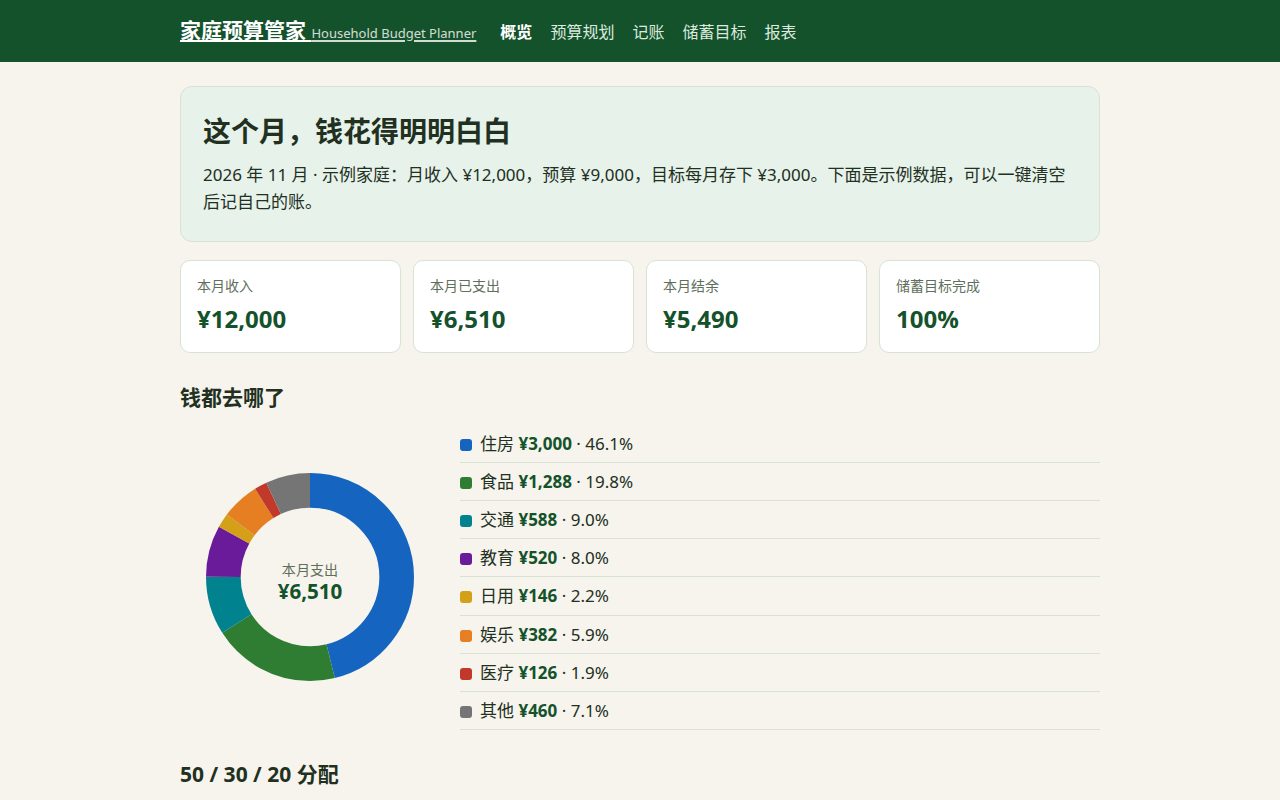 家庭预算管家 Household Budget Planner 概览 预算规划 记账 储蓄目标 报表
这个月，钱花得明明白白
2026 年 11 月 · 示例家庭：月收入 ¥12,000，预算 ¥9,000，目标每月存下 ¥3,000。下面是示例数据，可以一键清空
后记自己的账。
本月收入
¥12,000
本月已支出
¥6,510
本月结余
¥5,490
储蓄目标完成
100%
钱都去哪了
本月支出
¥6,510
住房 ¥3,000 · 46.1%
食品 ¥1,288 · 19.8%
交通 ¥588 · 9.0%
教育 ¥520 · 8.0%
日用 ¥146 · 2.2%
娱乐 ¥382 · 5.9%
医疗 ¥126 · 1.9%
其他 ¥460 · 7.1%
50 / 30 / 20 分配